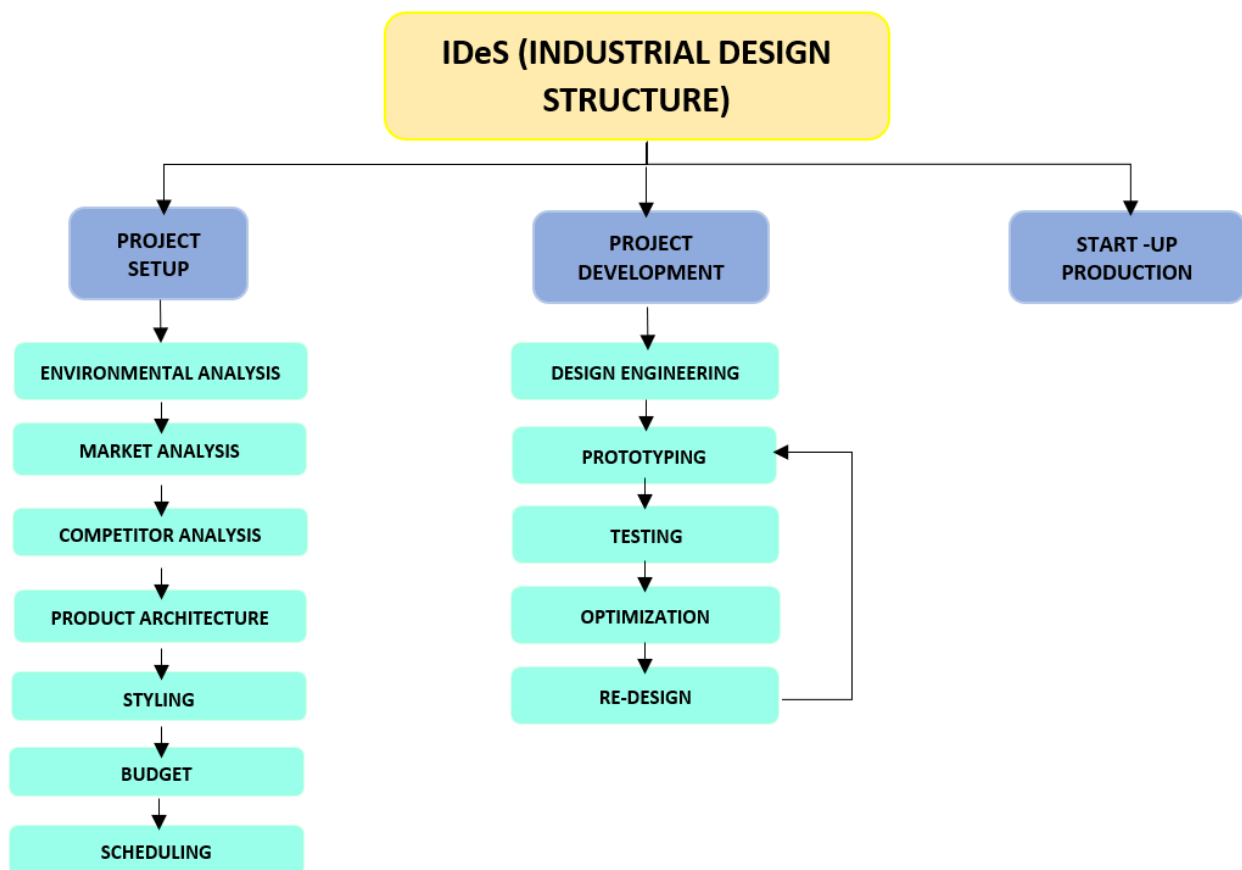 IDeS (INDUSTRIAL DESIGN
STRUCTURE)
PROJECT
SETUP
ENVIRONMENTAL ANALYSIS
MARKET ANALYSIS
COMPETITOR ANALYSIS
PRODUCT ARCHITECTURE
STYLING
BUDGET
SCHEDULING
PROJECT
DEVELOPMENT
DESIGN ENGINEERING
PROTOTYPING
TESTING
OPTIMIZATION
RE-DESIGN
START -UP
PRODUCTION